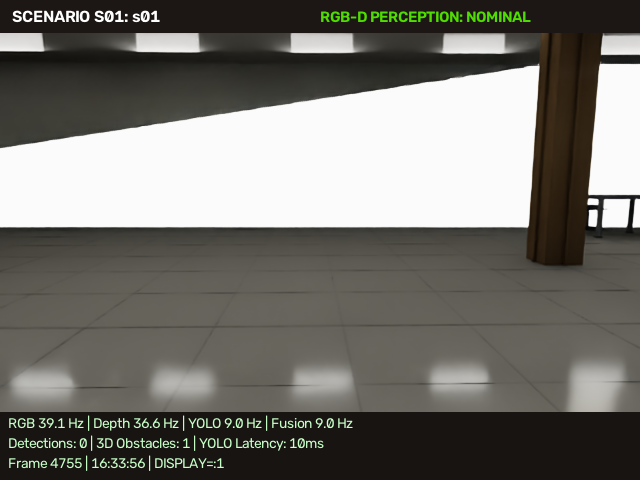 SCENARIO S01: s01
RGB-D PERCEPTION: NOMINAL
RGB 39.1 Hz | Depth 36.6 Hz | YOLO 9.0 Hz | Fusion 9.0 Hz
Detections: 0 | 3D Obstacles: 1 | YOLO Latency: 10ms
Frame 4755 | 16:33:56 | DISPLAY=:1